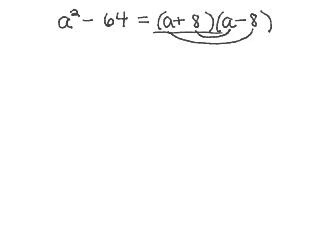 a² - 64 = (a+ 8)(a-8)